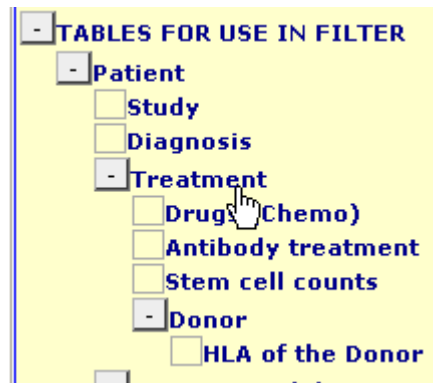 - TABLES FOR USE IN FILTER
- Patient
Study
Diagnosis
- Treatment
Drugs (Chemo)
Antibody treatment
Stem cell counts
- Donor
HLA of the Donor